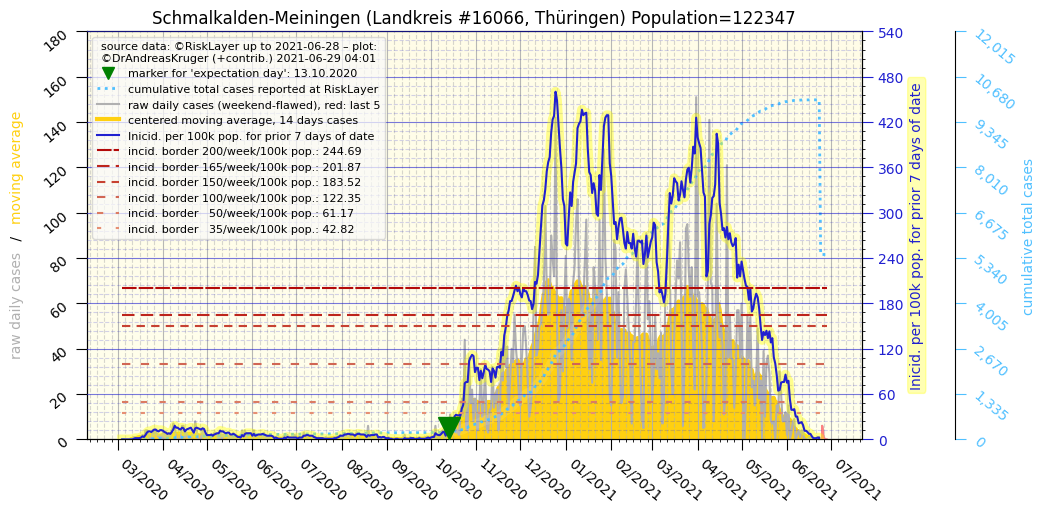 Schmalkalden-Meiningen (Landkreis #16066, Thüringen) Population=122347
source data: ©RiskLayer up to 2021-06-28 – plot:
©DrAndreasKruger (+contrib.) 2021-06-29 04:01
marker for 'expectation day': 13.10.2020
cumulative total cases reported at RiskLayer
raw daily cases (weekend-flawed), red: last 5
centered moving average, 14 days cases
Inicid. per 100k pop. for prior 7 days of date
incid. border 200/week/100k pop.: 244.69
incid. border 165/week/100k pop.: 201.87
incid. border 150/week/100k pop.: 183.52
incid. border 100/week/100k pop.: 122.35
incid. border   50/week/100k pop.: 61.17
incid. border   35/week/100k pop.: 42.82
raw daily cases / moving average
180
160
140
120
100
80
60
40
20
0
03/2020
04/2020
05/2020
06/2020
07/2020
08/2020
09/2020
10/2020
11/2020
12/2020
01/2021
02/2021
03/2021
04/2021
05/2021
06/2021
07/2021
540
480
420
360
300
240
180
120
60
0
Inicid. per 100k pop. for prior 7 days of date
12,015
10,680
9,345
8,010
6,675
5,340
4,005
2,670
1,335
0
cumulative total cases